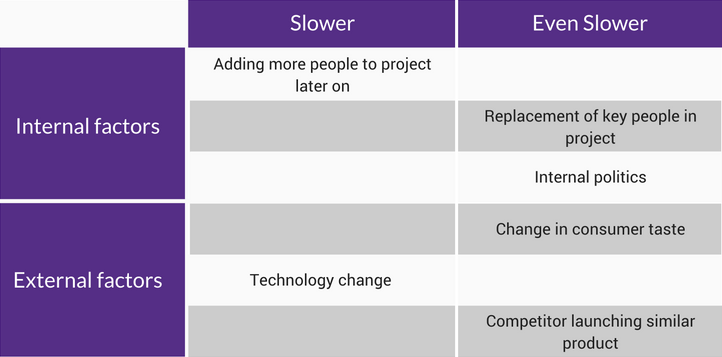 Slower
Even Slower
Internal factors
Adding more people to project
later on
Replacement of key people in
project
Internal politics
External factors
Change in consumer taste
Technology change
Competitor launching similar
product